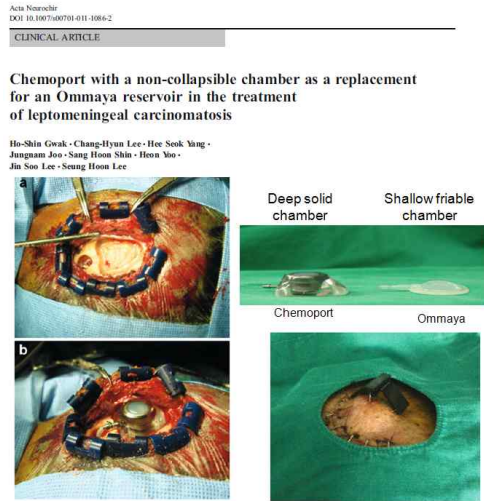 Acta Neurochir
DOI 10.1007/s00701-011-1086-2
CLINICAL ARTICLE
Chemoport with a non-collapsible chamber as a replacement
for an Ommaya reservoir in the treatment
of leptomeningeal carcinomatosis
Ho-Shin Gwak · Chang-Hyun Lee · Hee Seok Yang ·
Jungnam Joo · Sang Hoon Shin · Heon Yoo ·
Jin Soo Lee · Seung Hoon Lee
a
Deep solid
chamber
Shallow friable
chamber
Chemoport
Ommaya
b